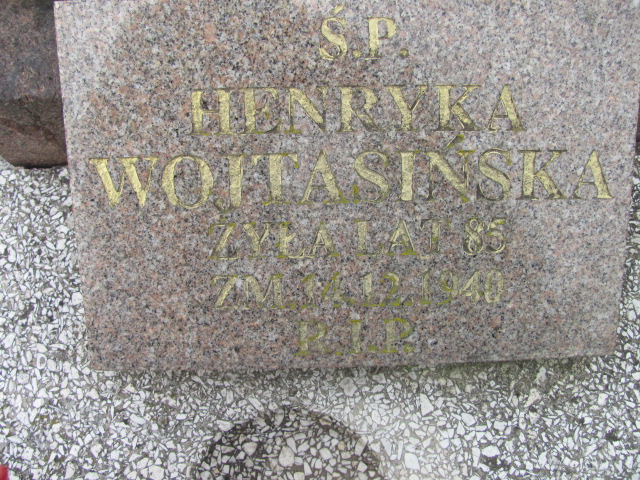 Ś.P.
HENRYKA
WOJTASIŃSKA
ŻYŁA LAT 85
ZM. 14.12.1940
R.I.P.